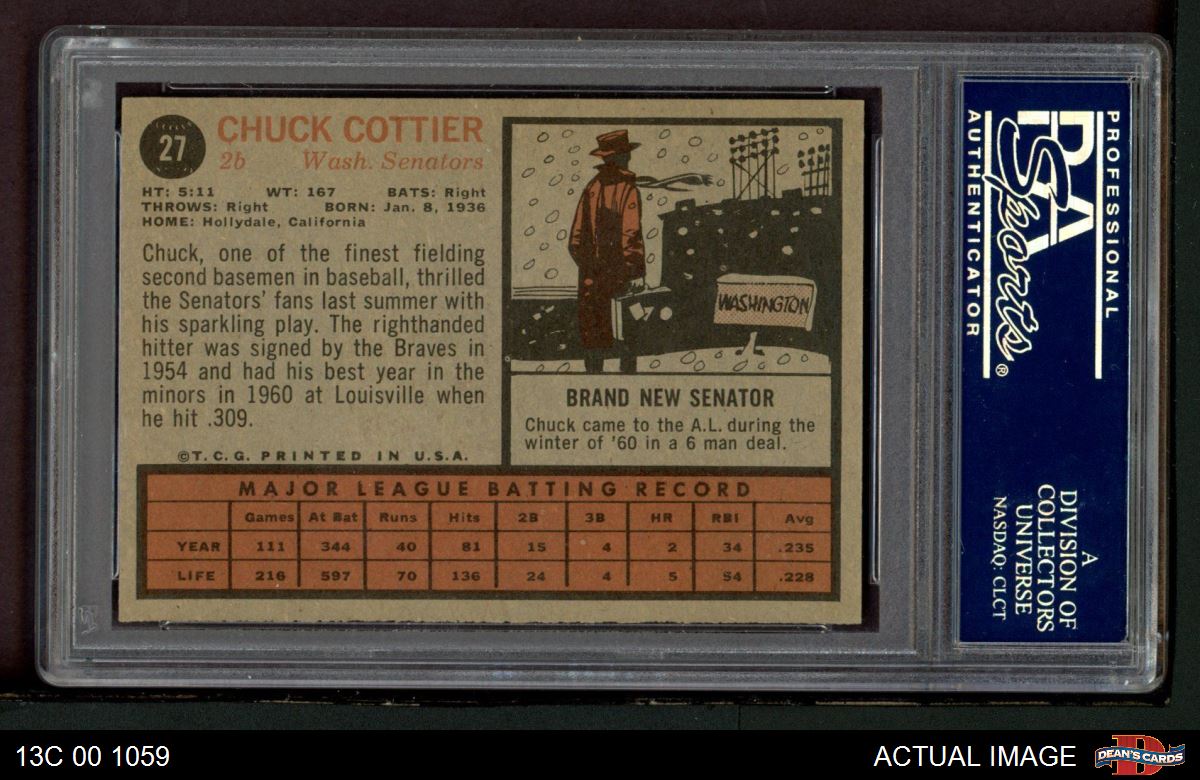 27
CHUCK COTTIER
2b Wash. Senators
HT: 5:11 WT: 167 BATS: Right
THROWS: Right BORN: Jan. 8, 1936
HOME: Hollydale, California
Chuck, one of the finest fielding
second basemen in baseball, thrilled
the Senators' fans last summer with
his sparkling play. The righthanded
hitter was signed by the Braves in
1954 and had his best year in the
minors in 1960 at Louisville when
he hit .309.
©T.C.G. PRINTED IN U.S.A.
WASHINGTON
BRAND NEW SENATOR
Chuck came to the A.L. during the
winter of '60 in a 6 man deal.
MAJOR LEAGUE BATTING RECORD
Games At Bat Runs Hits 2B 3B HR RBI Avg
YEAR 111 344 40 81 15 4 2 34 .235
LIFE 216 597 70 136 24 4 5 54 .228
PROFESSIONAL
PSA
Sports®
AUTHENTICATOR
A
DIVISION OF
COLLECTORS
UNIVERSE
NASDAQ: CLCT
13C 00 1059
ACTUAL IMAGE
D
DEAN'S CARDS